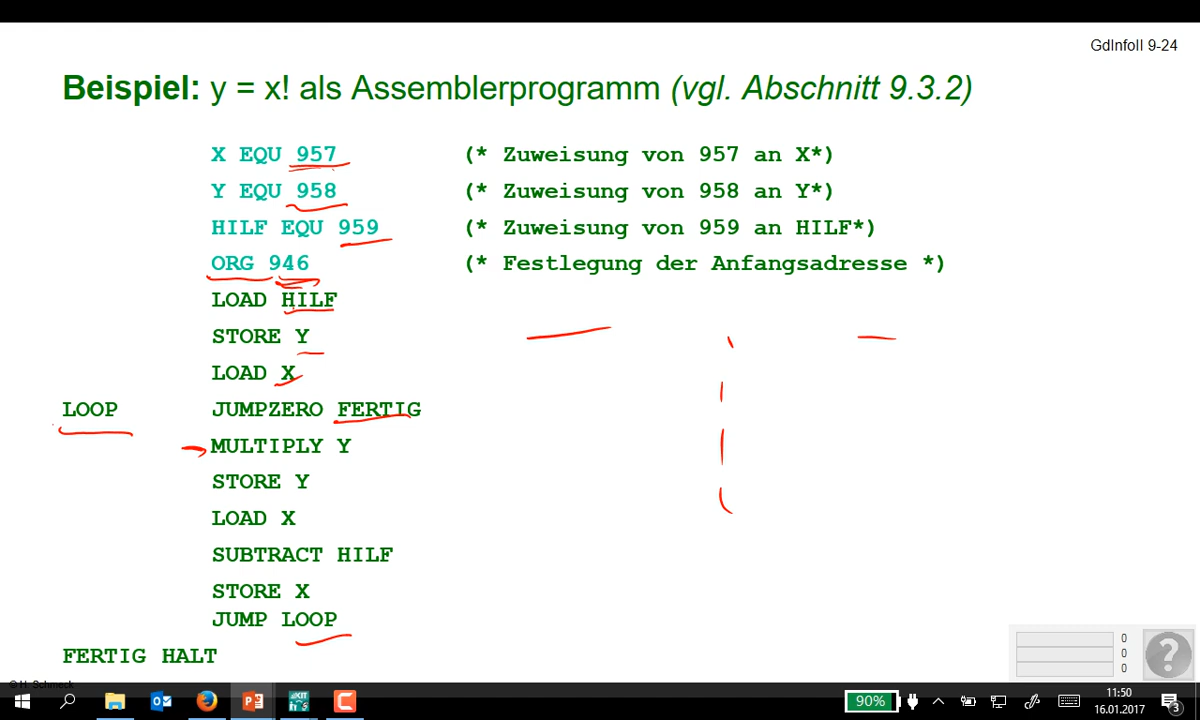 GdInfoII 9-24
Beispiel: y = x! als Assemblerprogramm (vgl. Abschnitt 9.3.2)
X EQU 957 (* Zuweisung von 957 an X*)
Y EQU 958 (* Zuweisung von 958 an Y*)
HILF EQU 959 (* Zuweisung von 959 an HILF*)
ORG 946 (* Festlegung der Anfangsadresse *)
LOAD HILF
STORE Y
LOAD X
LOOP JUMPZERO FERTIG
MULTIPLY Y
STORE Y
LOAD X
SUBTRACT HILF
STORE X
JUMP LOOP
FERTIG HALT
0
0
0
?
© H. Schmeck
90%
11:50
16.01.2017
3